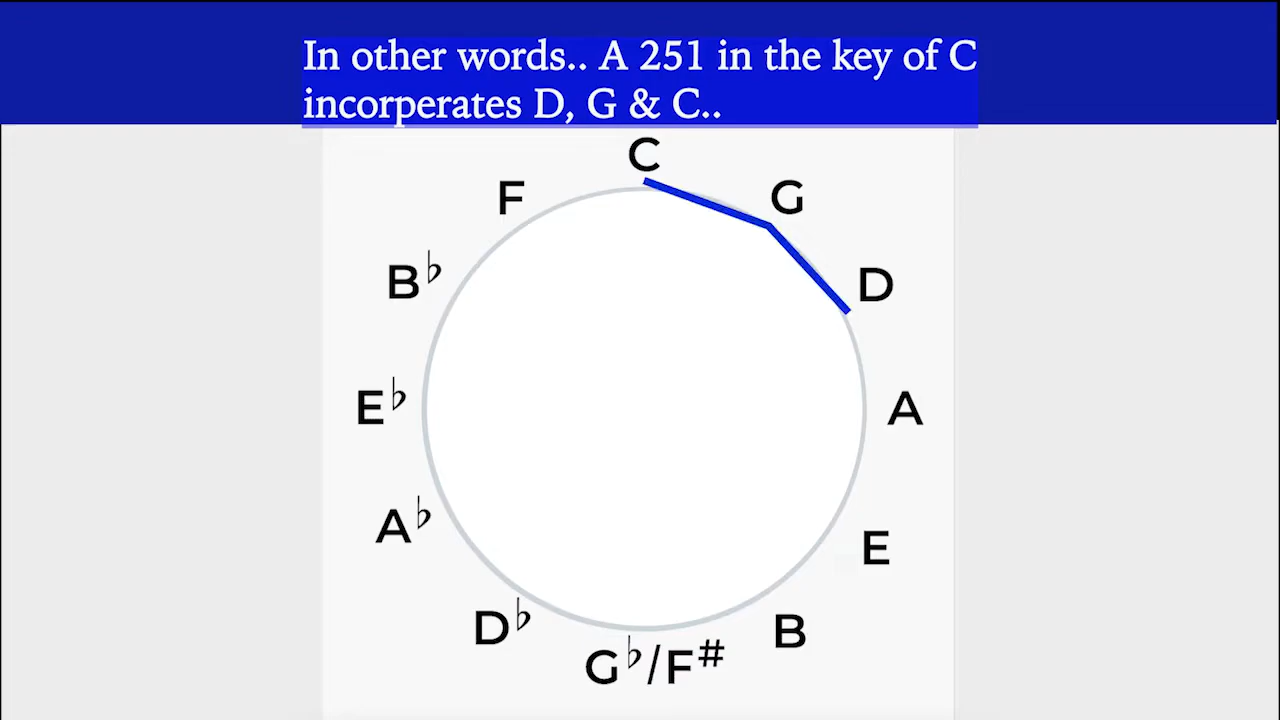 In other words.. A 251 in the key of C
incorperates D, G & C..
C
F
G
B♭
D
E♭
A
A♭
E
D♭
B
G♭/F#